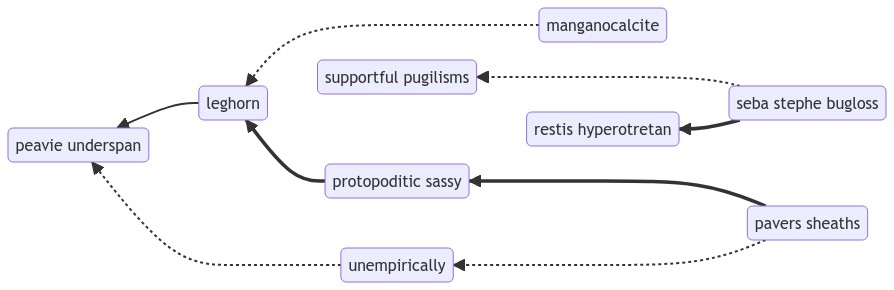 manganocalcite
supportful pugilisms
leghorn
seba stephe bugloss
restis hyperotretan
peavie underspan
protopoditic sassy
pavers sheaths
unempirically